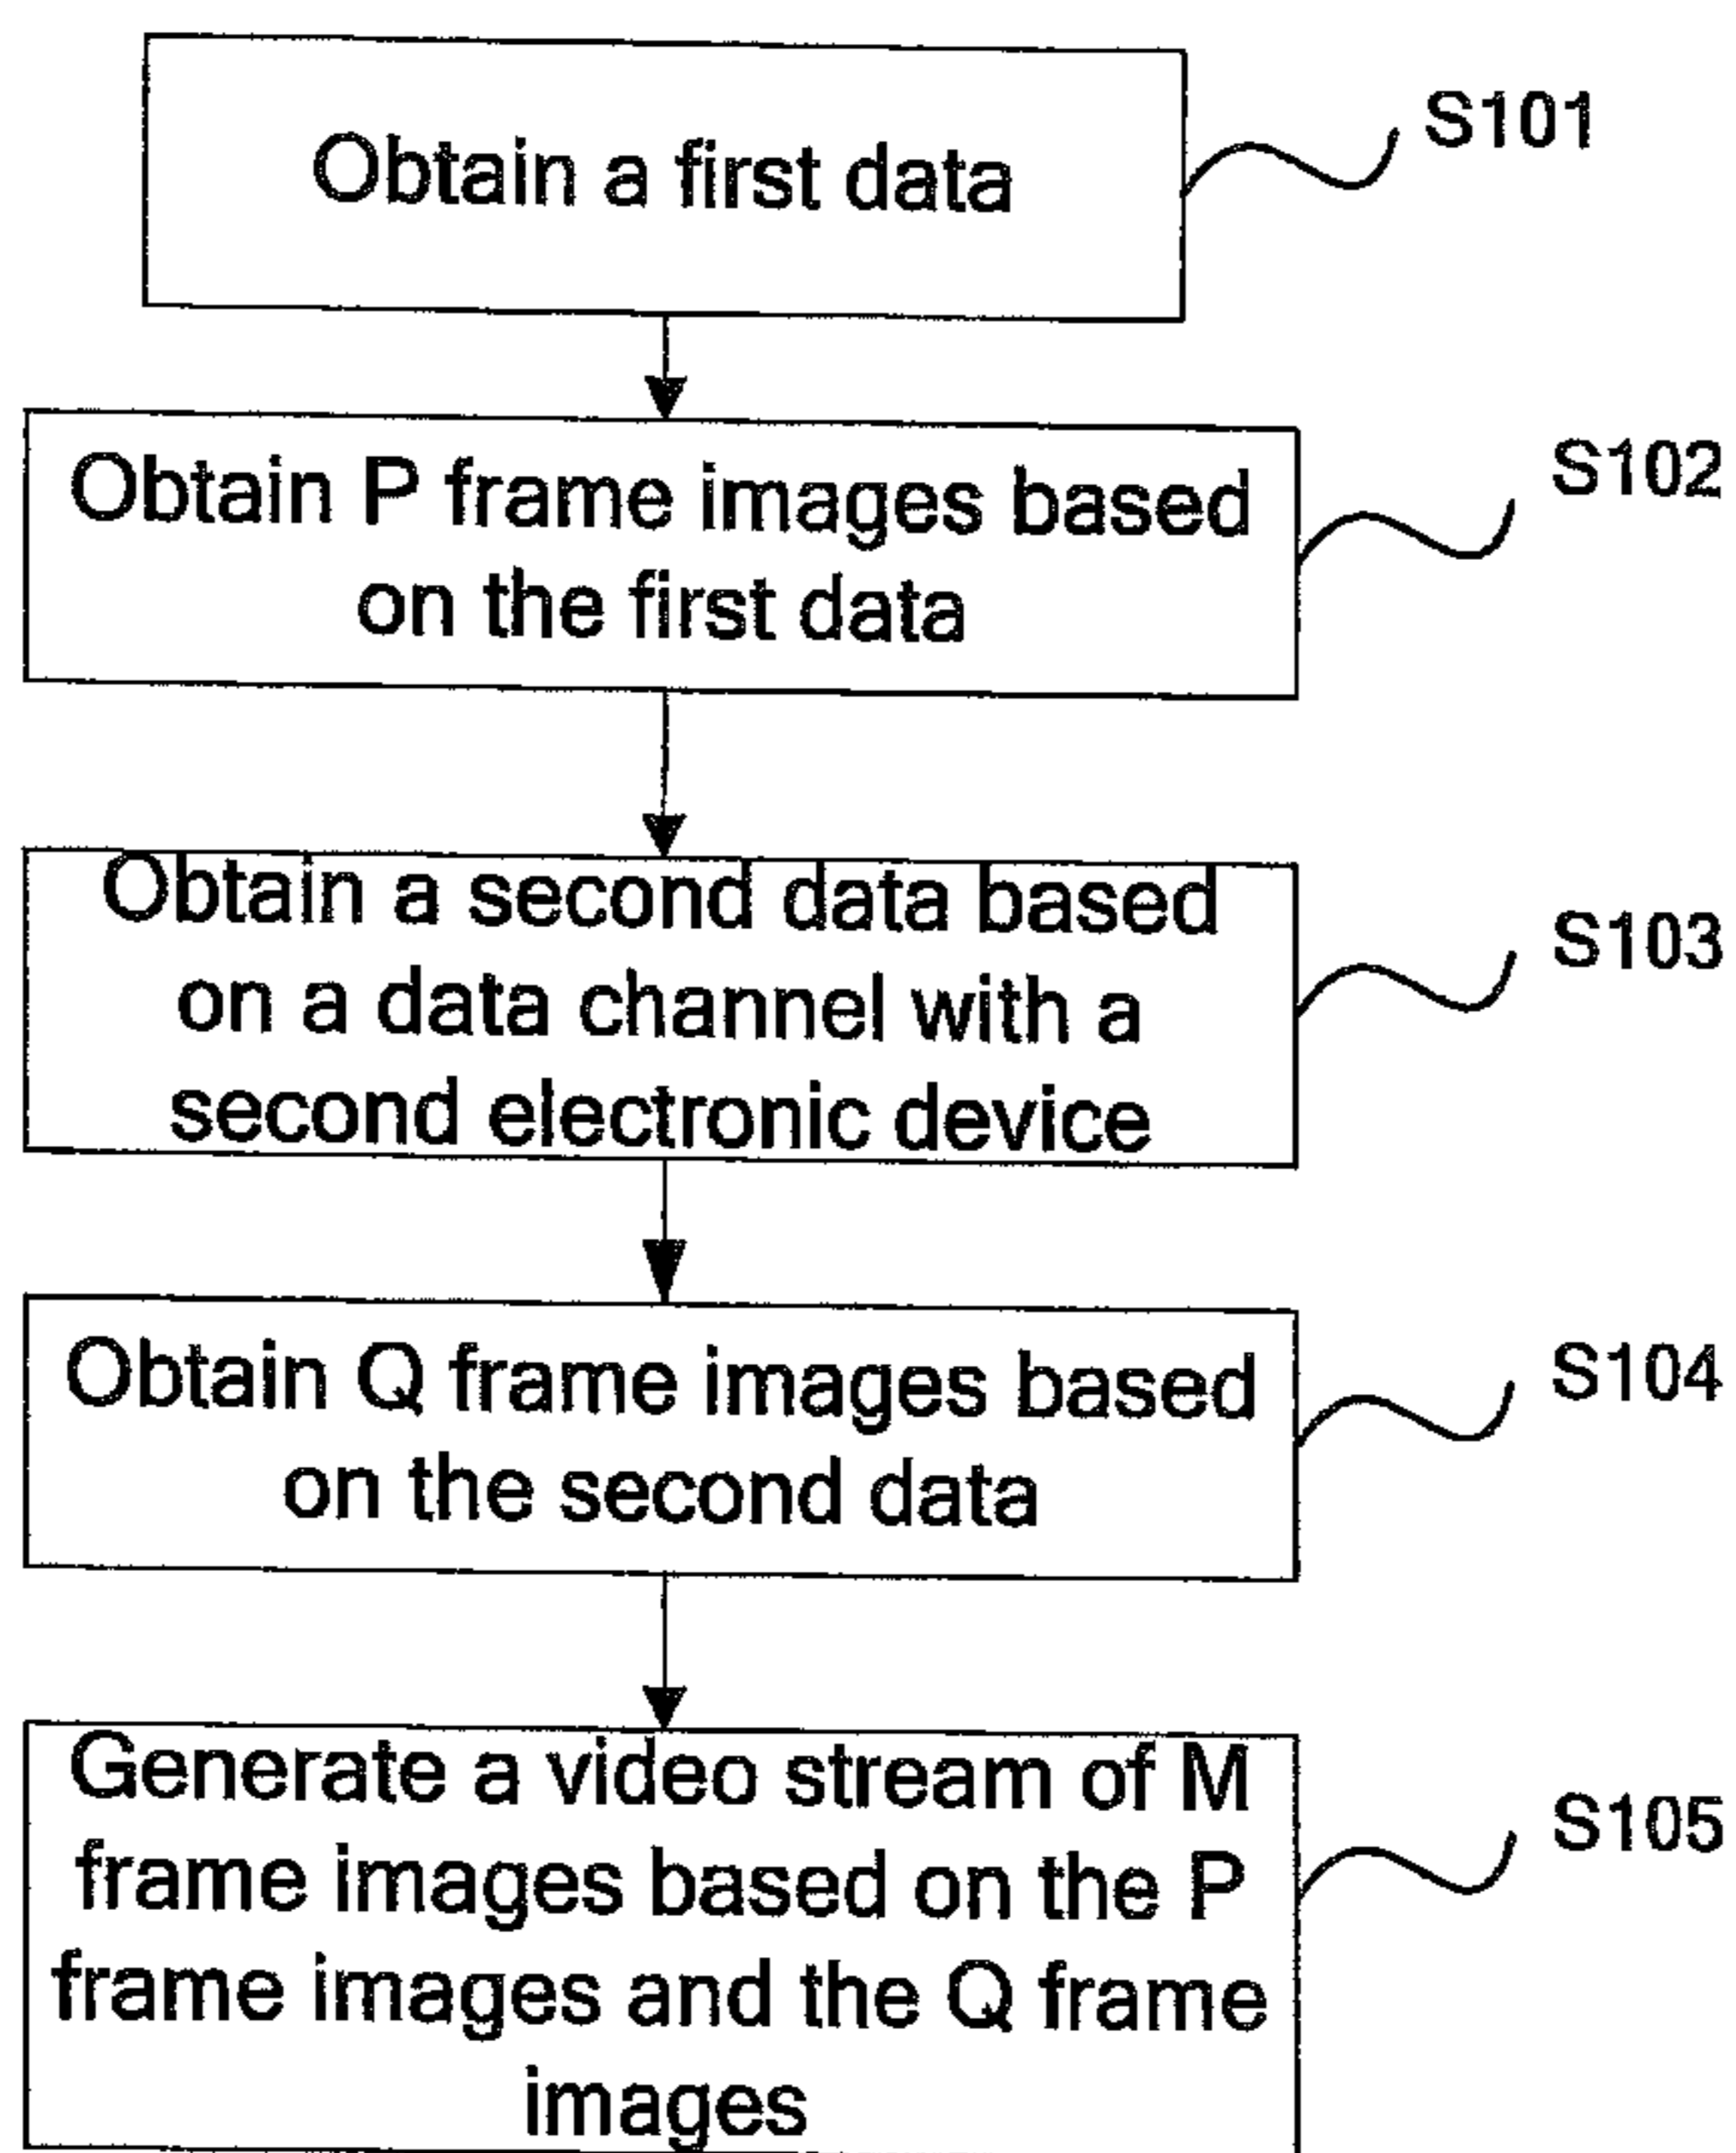 Obtain a first data
S101
Obtain P frame images based
on the first data
S102
Obtain a second data based
on a data channel with a
second electronic device
S103
Obtain Q frame images based
on the second data
S104
Generate a video stream of M
frame images based on the P
frame images and the Q frame
images
S105